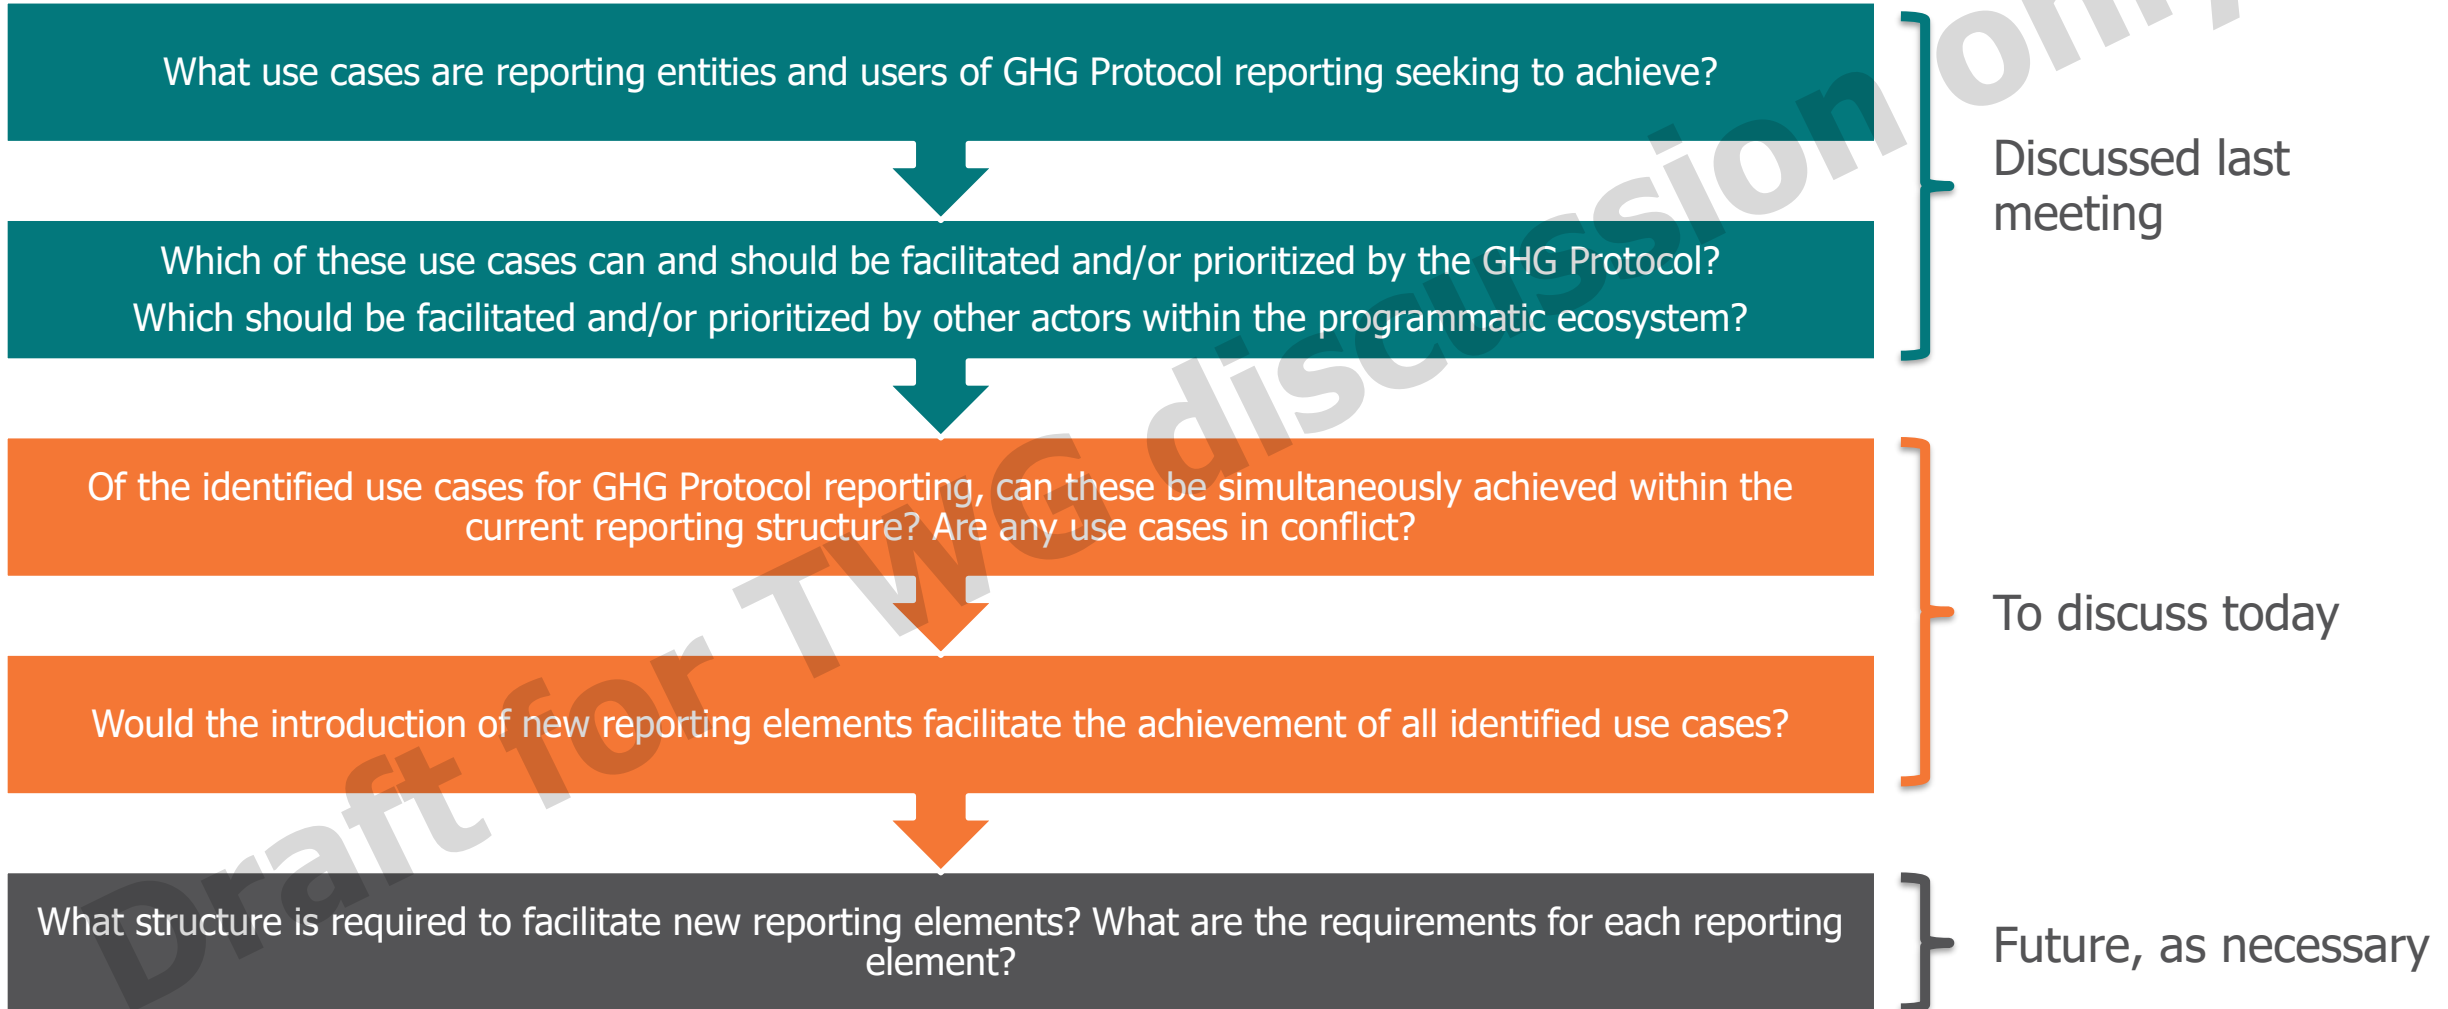 What use cases are reporting entities and users of GHG Protocol reporting seeking to achieve?
Which of these use cases can and should be facilitated and/or prioritized by the GHG Protocol?
Which should be facilitated and/or prioritized by other actors within the programmatic ecosystem?
Discussed last
meeting
Of the identified use cases for GHG Protocol reporting, can these be simultaneously achieved within the
current reporting structure? Are any use cases in conflict?
Would the introduction of new reporting elements facilitate the achievement of all identified use cases?
To discuss today
What structure is required to facilitate new reporting elements? What are the requirements for each reporting
element?
Future, as necessary
Draft for TWG discussion only